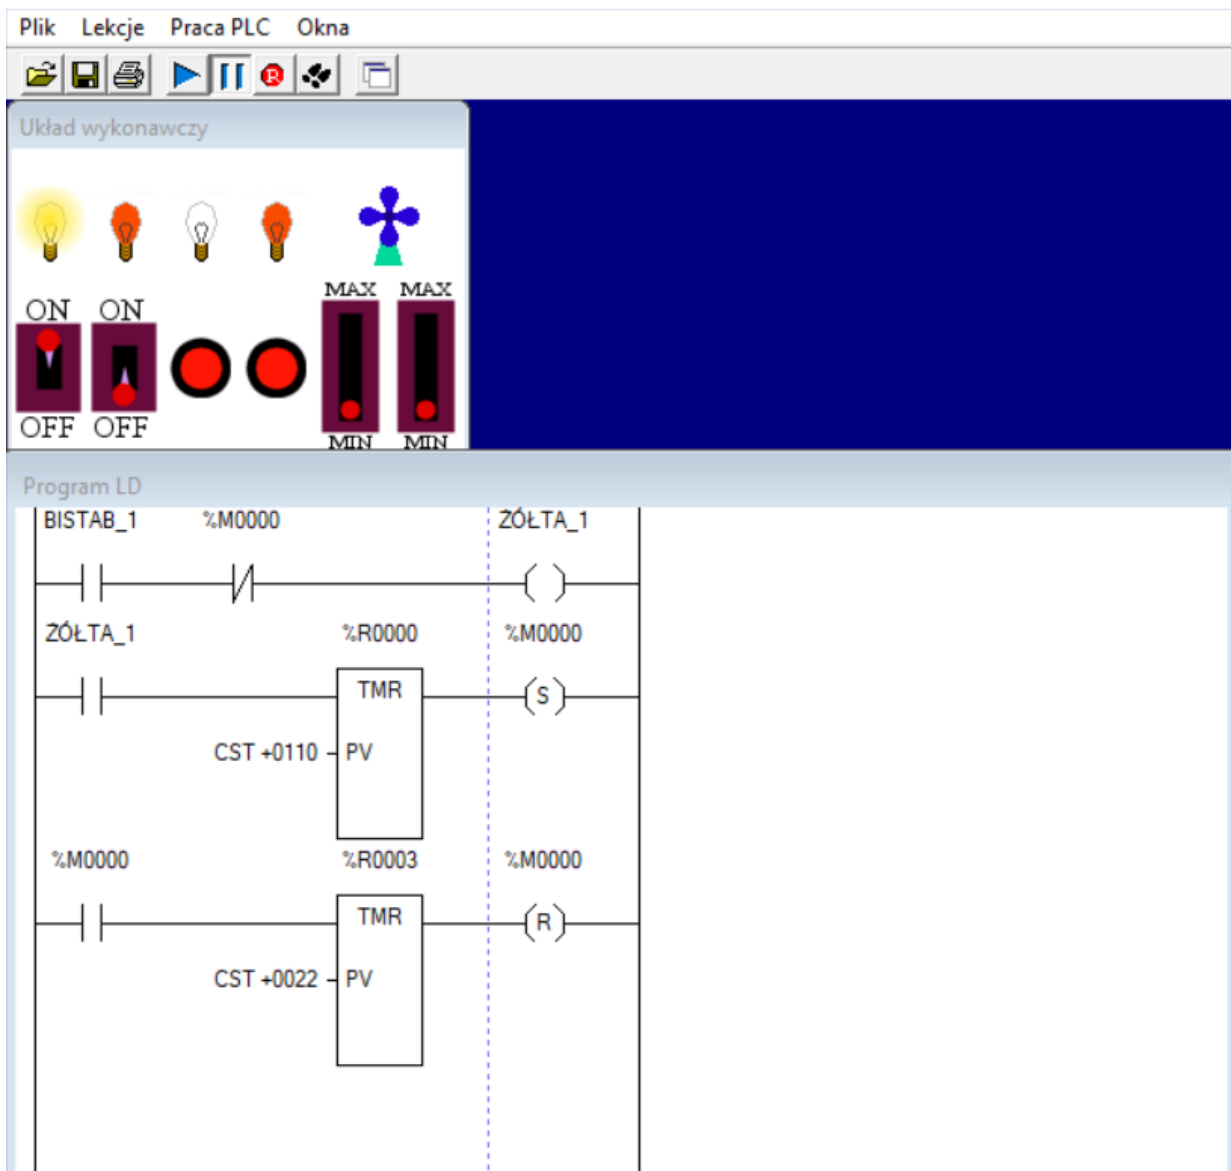 Plik Lekcje Praca PLC Okna
R
Układ wykonawczy
MAX MAX
ON ON
OFF OFF
MIN MIN
Program LD
BISTAB_1 %M0000 ŻÓŁTA_1
ŻÓŁTA_1 %R0000 %M0000
TMR S
CST +0110 PV
%M0000 %R0003 %M0000
TMR R
CST +0022 PV